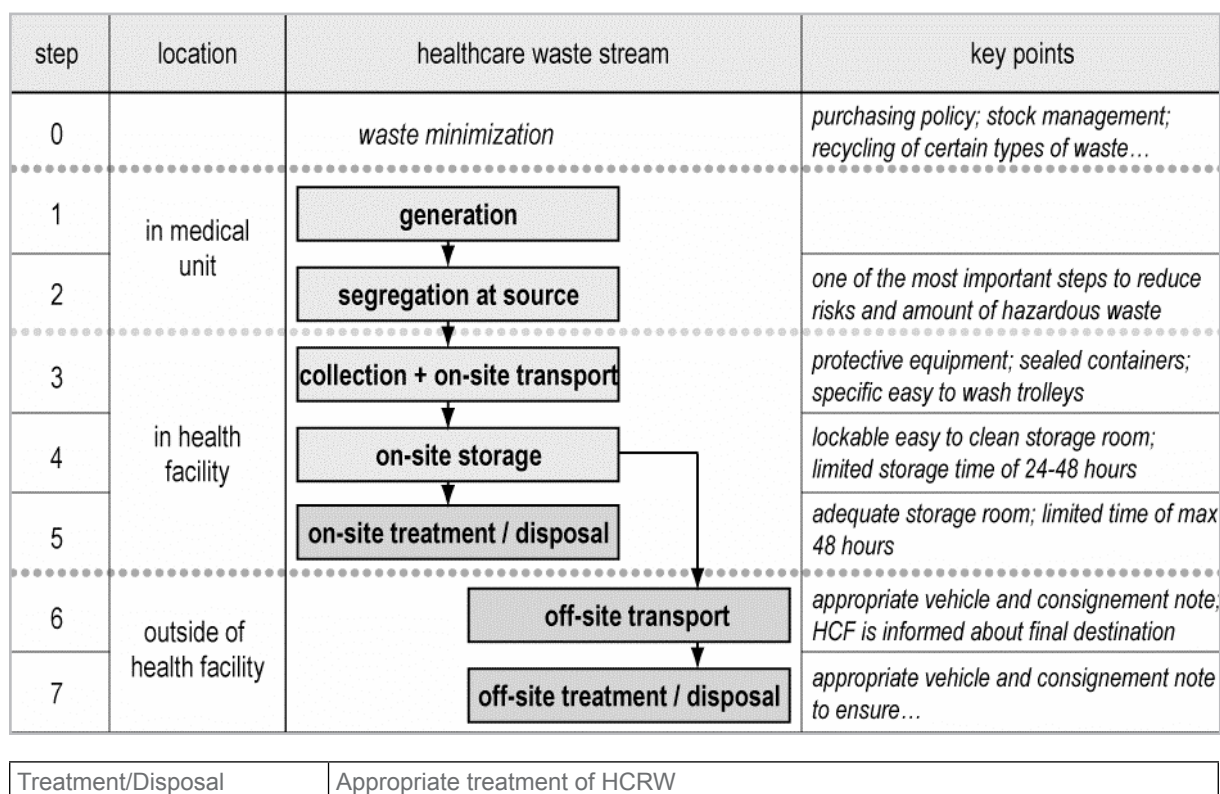 step location healthcare waste stream key points
0 waste minimization purchasing policy; stock management;
recycling of certain types of waste…
1 generation
in medical
unit
2 segregation at source one of the most important steps to reduce
risks and amount of hazardous waste
3 collection + on-site transport protective equipment; sealed containers;
specific easy to wash trolleys
in health
facility
4 on-site storage lockable easy to clean storage room;
limited storage time of 24-48 hours
5 on-site treatment / disposal adequate storage room; limited time of max
48 hours
6 off-site transport appropriate vehicle and consignement note;
HCF is informed about final destination
outside of
health facility
7 off-site treatment / disposal appropriate vehicle and consignement note
to ensure…
Treatment/Disposal Appropriate treatment of HCRW